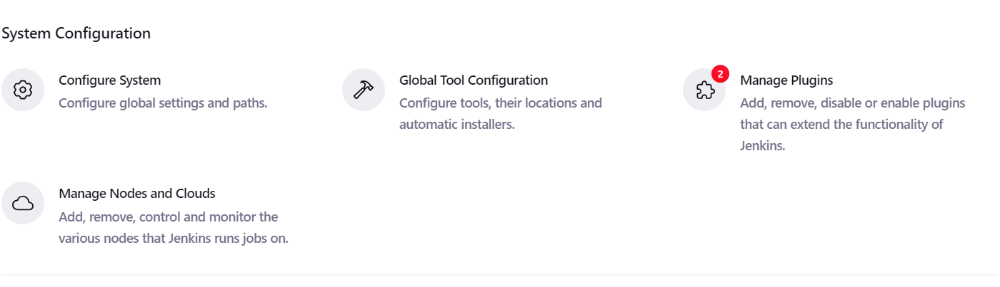 System Configuration
Configure System
Configure global settings and paths.
Global Tool Configuration
Configure tools, their locations and
automatic installers.
2
Manage Plugins
Add, remove, disable or enable plugins
that can extend the functionality of
Jenkins.
Manage Nodes and Clouds
Add, remove, control and monitor the
various nodes that Jenkins runs jobs on.